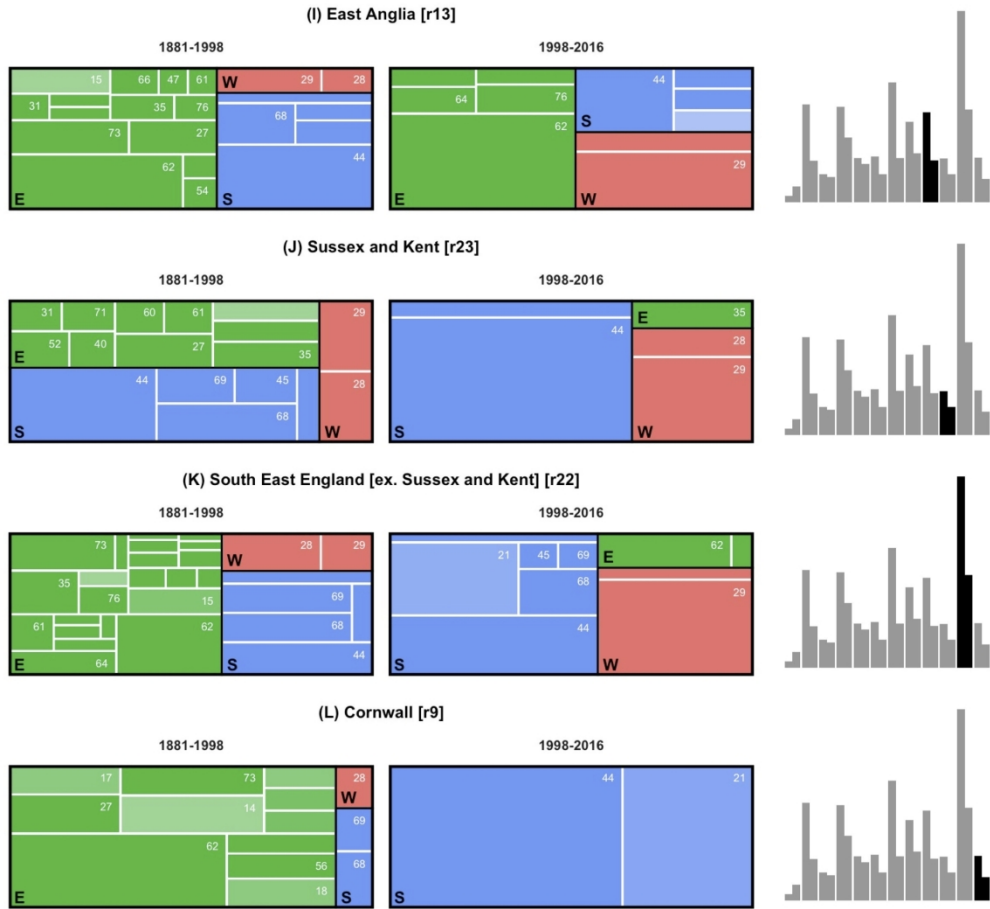 (I) East Anglia [r13]
1881-1998
1998-2016
15 66 47 61 W 29 28
44
31 35 76
64 76
68
73 27
62
S
44
62
29
54
E S
E W
(J) Sussex and Kent [r23]
1881-1998
1998-2016
31 71 60 61 29
E 35
44
28
52 40 27 35
E
29
44 69 45 28
68
S W
S W
(K) South East England [ex. Sussex and Kent] [r22]
1881-1998
1998-2016
73 28 29
W
21 45 69
62
E
35
68
29
76 15 69
61 62 68
44
64 44
E S
S W
(L) Cornwall [r9]
1881-1998
1998-2016
17 73 28
44 21
W
27 14
69
62
56 68
18
E S
S